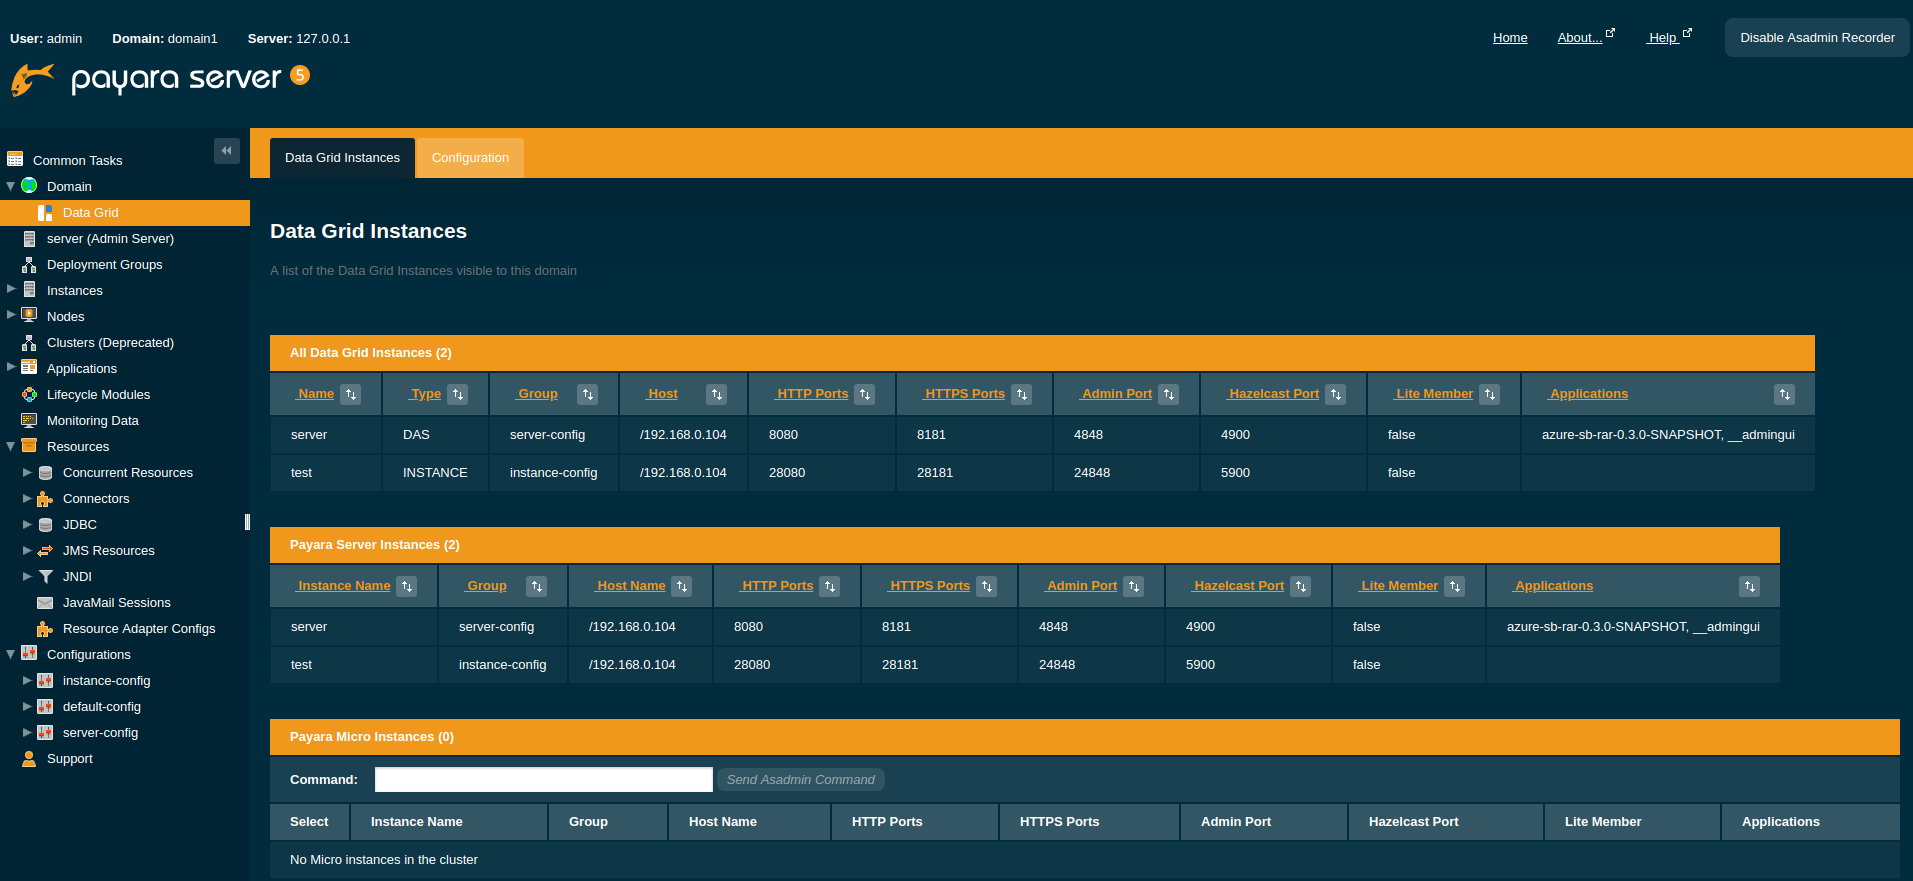 User: admin Domain: domain1 Server: 127.0.0.1
Home About... Help Disable Asadmin Recorder
payara server 5
Common Tasks
Domain
Data Grid
server (Admin Server)
Deployment Groups
Instances
Nodes
Clusters (Deprecated)
Applications
Lifecycle Modules
Monitoring Data
Resources
Concurrent Resources
Connectors
JDBC
JMS Resources
JNDI
JavaMail Sessions
Resource Adapter Configs
Configurations
instance-config
default-config
server-config
Support
Data Grid Instances Configuration
Data Grid Instances
A list of the Data Grid Instances visible to this domain
All Data Grid Instances (2)
Name Type Group Host HTTP Ports HTTPS Ports Admin Port Hazelcast Port Lite Member Applications
server DAS server-config /192.168.0.104 8080 8181 4848 4900 false azure-sb-rar-0.3.0-SNAPSHOT, __admingui
test INSTANCE instance-config /192.168.0.104 28080 28181 24848 5900 false
Payara Server Instances (2)
Instance Name Group Host Name HTTP Ports HTTPS Ports Admin Port Hazelcast Port Lite Member Applications
server server-config /192.168.0.104 8080 8181 4848 4900 false azure-sb-rar-0.3.0-SNAPSHOT, __admingui
test instance-config /192.168.0.104 28080 28181 24848 5900 false
Payara Micro Instances (0)
Command: Send Asadmin Command
Select Instance Name Group Host Name HTTP Ports HTTPS Ports Admin Port Hazelcast Port Lite Member Applications
No Micro instances in the cluster